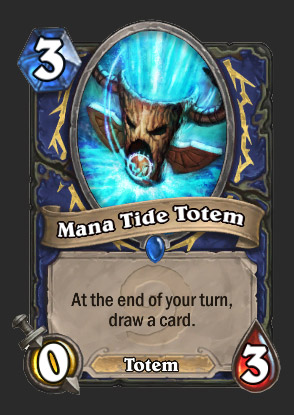 3
Mana Tide Totem
At the end of your turn,
draw a card.
0
Totem
3